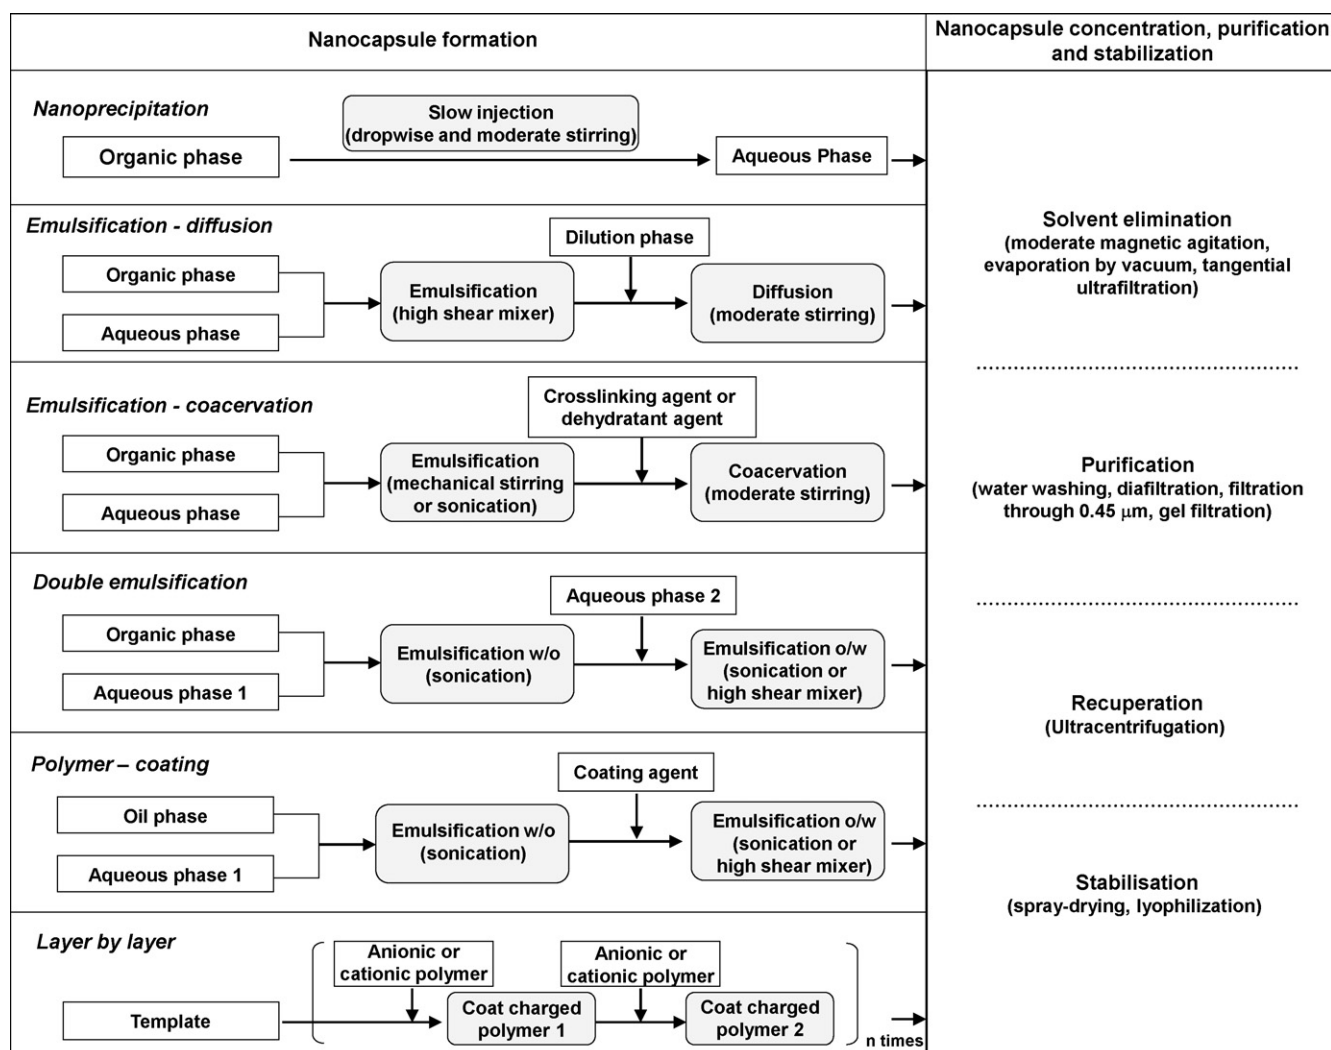 Nanocapsule formation
Nanocapsule concentration, purification
and stabilization
Nanoprecipitation
Slow injection
(dropwise and moderate stirring)
Organic phase
Aqueous Phase
Emulsification - diffusion
Dilution phase
Organic phase
Aqueous phase
Emulsification
(high shear mixer)
Diffusion
(moderate stirring)
Emulsification - coacervation
Crosslinking agent or
dehydratant agent
Organic phase
Aqueous phase
Emulsification
(mechanical stirring
or sonication)
Coacervation
(moderate stirring)
Double emulsification
Aqueous phase 2
Organic phase
Aqueous phase 1
Emulsification w/o
(sonication)
Emulsification o/w
(sonication or
high shear mixer)
Polymer – coating
Coating agent
Oil phase
Aqueous phase 1
Emulsification w/o
(sonication)
Emulsification o/w
(sonication or
high shear mixer)
Layer by layer
Anionic or
cationic polymer
Anionic or
cationic polymer
Template
Coat charged
polymer 1
Coat charged
polymer 2
n times
Solvent elimination
(moderate magnetic agitation,
evaporation by vacuum, tangential
ultrafiltration)
Purification
(water washing, diafiltration, filtration
through 0.45 μm, gel filtration)
Recuperation
(Ultracentrifugation)
Stabilisation
(spray-drying, lyophilization)